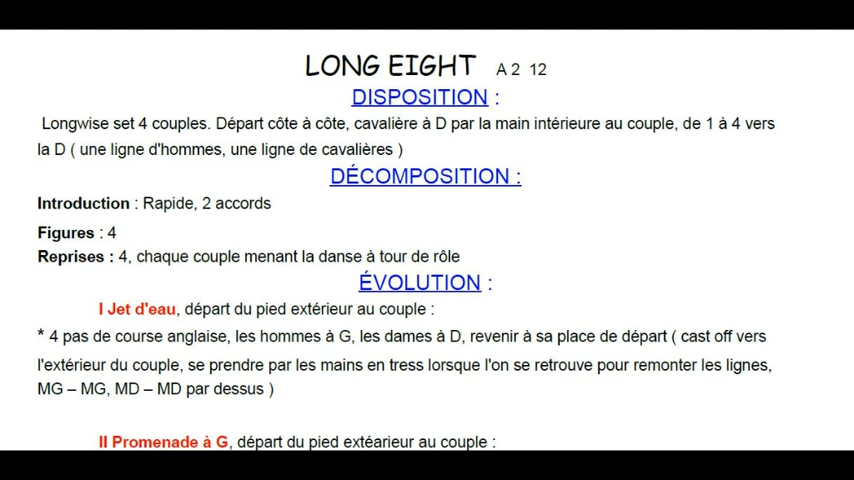 LONG EIGHT A 2 12
DISPOSITION :
Longwise set 4 couples. Départ côte à côte, cavalière à D par la main intérieure au couple, de 1 à 4 vers
la D ( une ligne d'hommes, une ligne de cavalières )
DÉCOMPOSITION :
Introduction : Rapide, 2 accords
Figures : 4
Reprises : 4, chaque couple menant la danse à tour de rôle
ÉVOLUTION :
I Jet d'eau, départ du pied extérieur au couple :
* 4 pas de course anglaise, les hommes à G, les dames à D, revenir à sa place de départ ( cast off vers
l'extérieur du couple, se prendre par les mains en tress lorsque l'on se retrouve pour remonter les lignes,
MG – MG, MD – MD par dessus )
II Promenade à G, départ du pied extéarieur au couple :